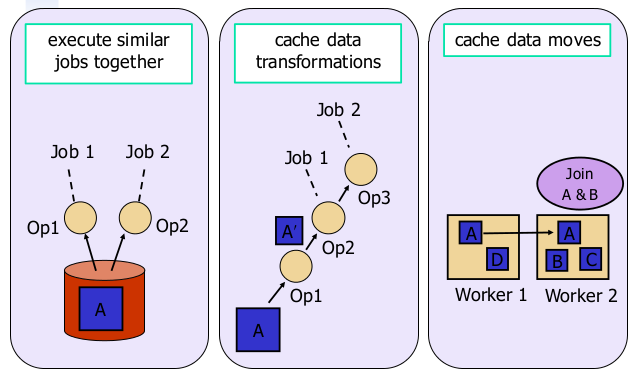 execute similar
jobs together
Job 1
Job 2
Op1
Op2
A
cache data
transformations
Job 2
Job 1
Op3
A’
Op2
Op1
A
cache data moves
Join
A & B
A
A
D
B
C
Worker 1
Worker 2